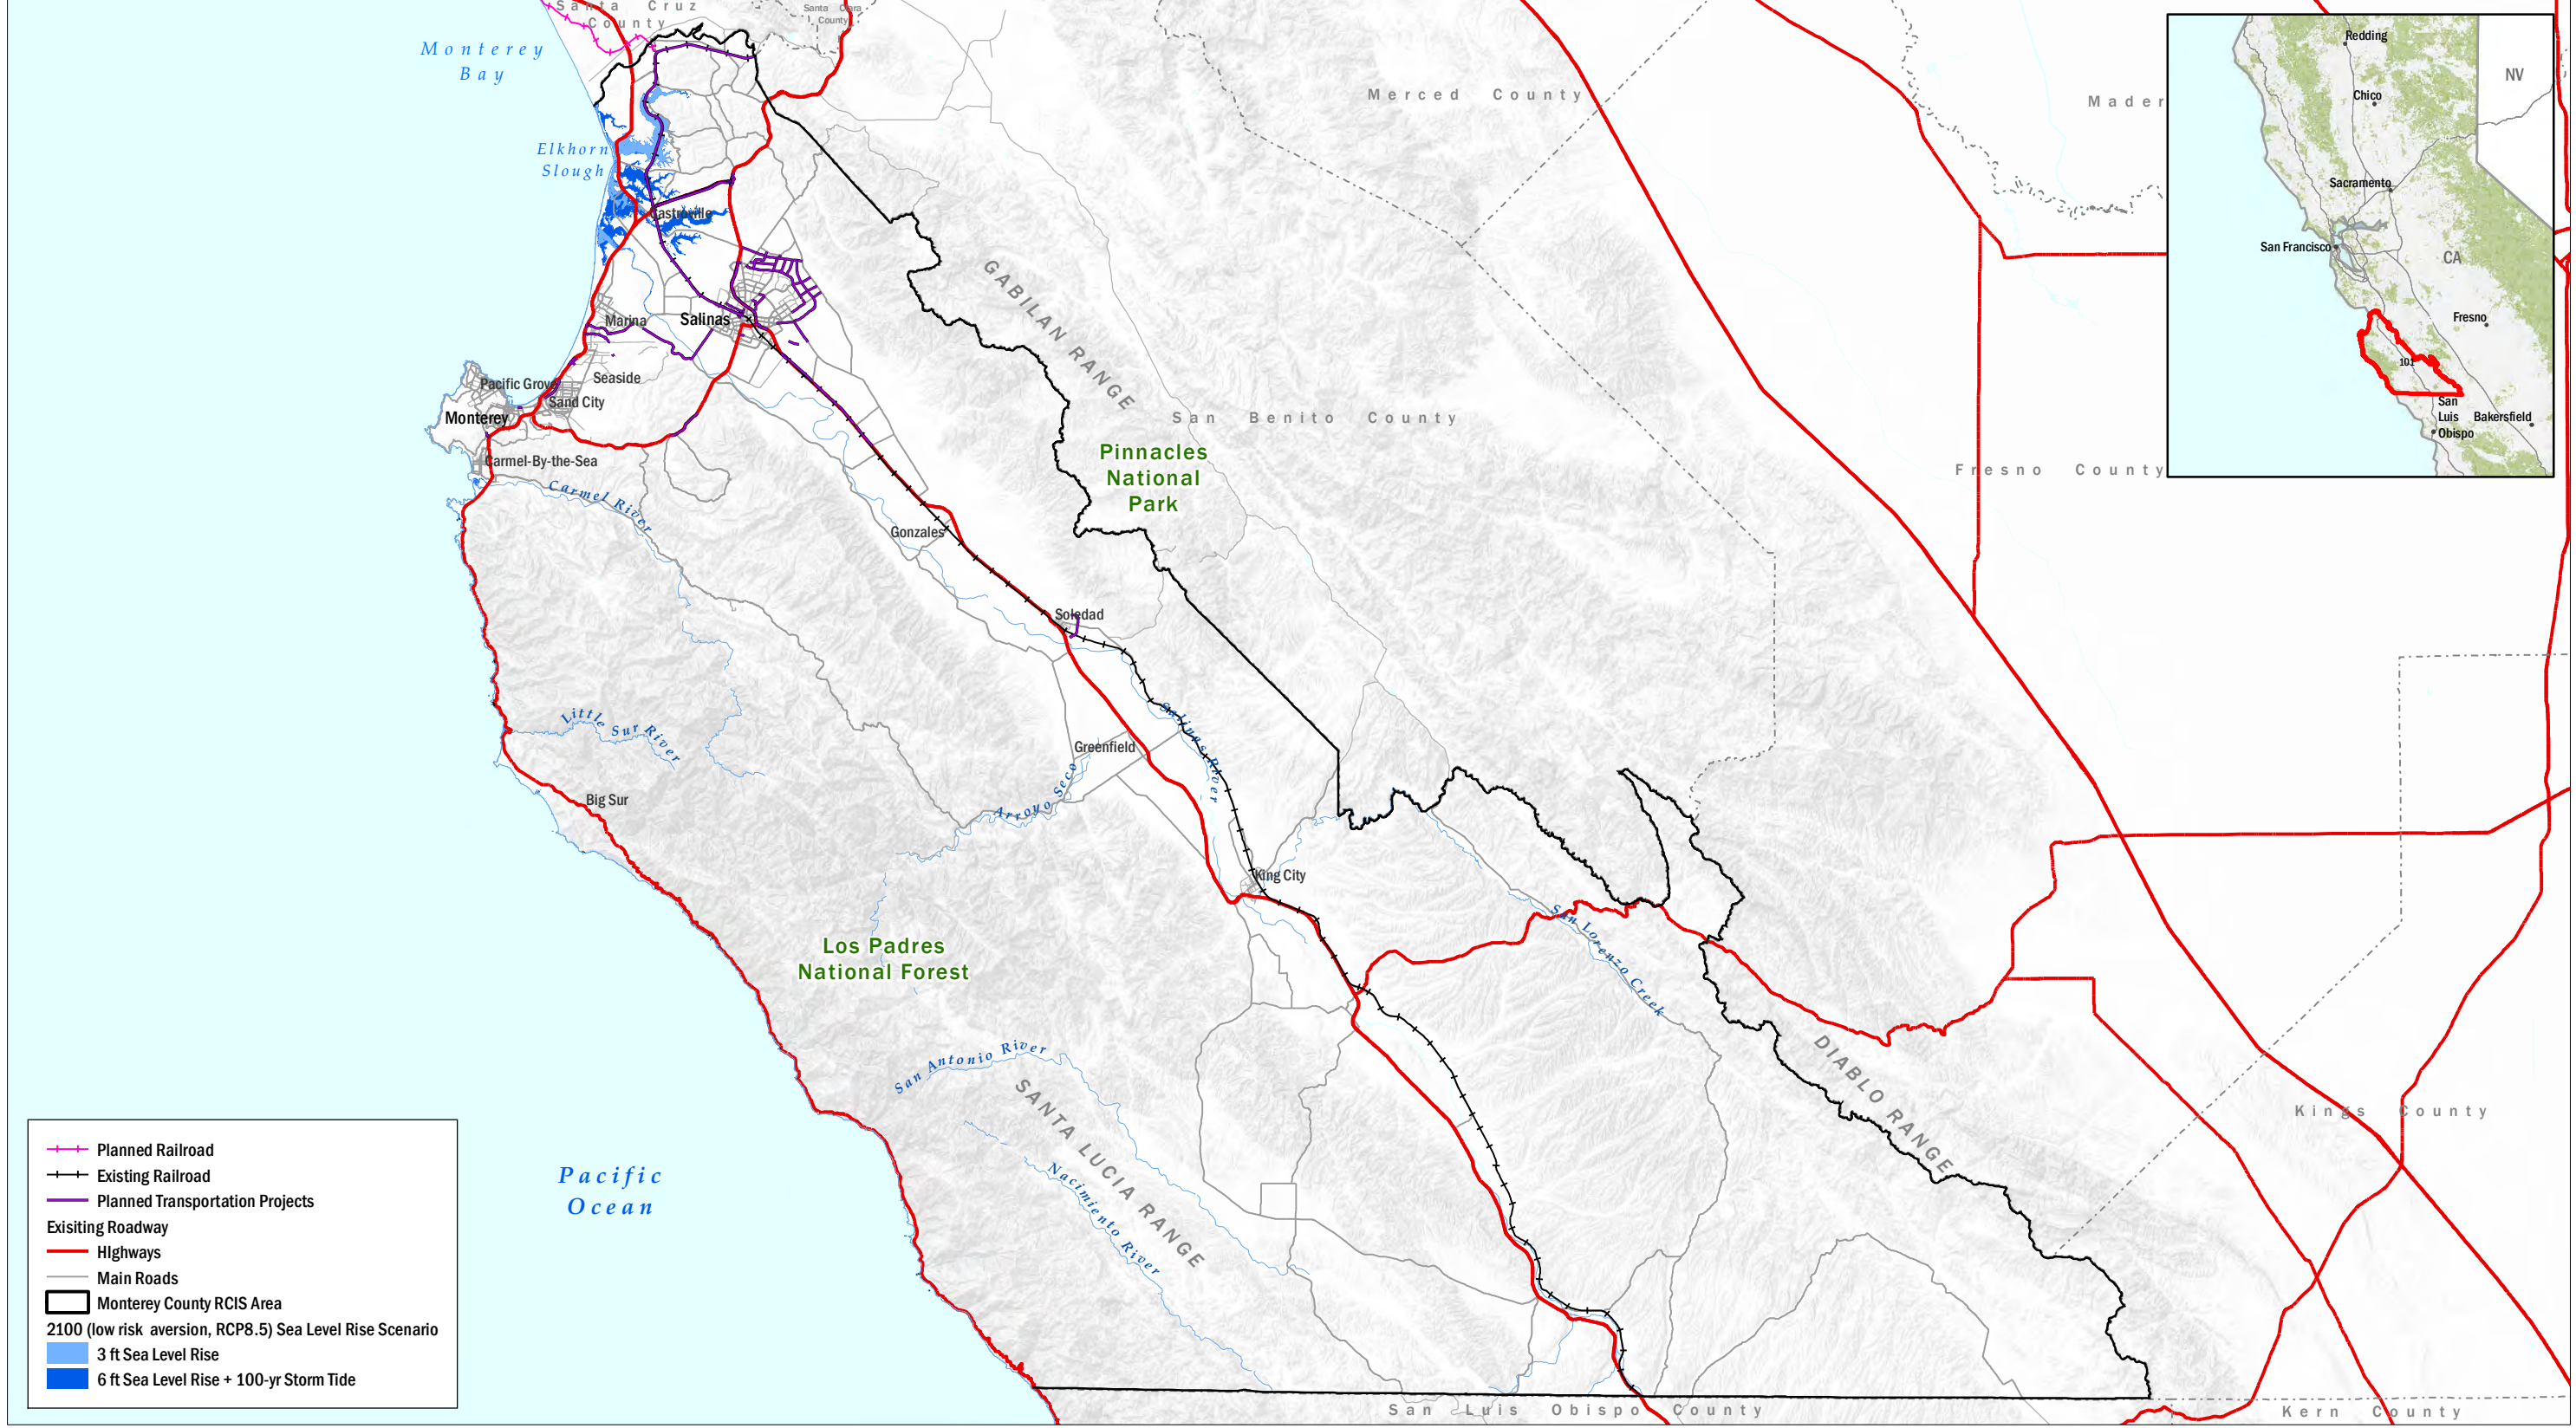 Santa Cruz
County
Santa Clara
County
Monterey
Bay
Merced County
Mader
Elkhorn
Slough
Castroville
GABILAN RANGE
Marina
Salinas
Pacific Grove
Seaside
Sand City
Monterey
San Benito County
Pinnacles
National
Park
Carmel-By-the-Sea
Carmel River
Fresno County
Gonzales
Soledad
Salinas River
Little Sur River
Greenfield
Arroyo Seco
Big Sur
King City
San Lorenzo Creek
Los Padres
National Forest
San Antonio River
DIABLO RANGE
SANTA LUCIA RANGE
Nacimiento River
Kings County
Pacific
Ocean
San Luis Obispo County
Kern County
Redding
NV
Chico
Sacramento
San Francisco
CA
Fresno
101
San
Luis
Obispo
Bakersfield
Planned Railroad
Existing Railroad
Planned Transportation Projects
Exisiting Roadway
HIghways
Main Roads
Monterey County RCIS Area
2100 (low risk aversion, RCP8.5) Sea Level Rise Scenario
3 ft Sea Level Rise
6 ft Sea Level Rise + 100-yr Storm Tide